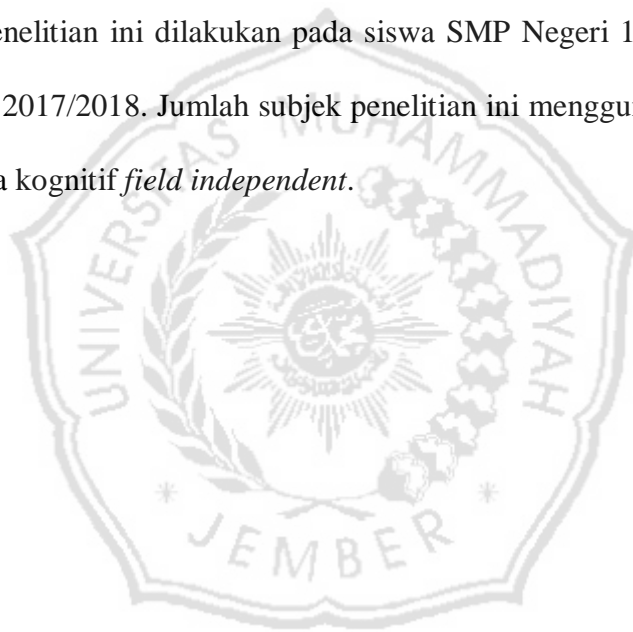 enelitian ini dilakukan pada siswa SMP Negeri 1
2017/2018. Jumlah subjek penelitian ini menggu
a kognitif field independent.
UNIVERSITAS MUHAMMADIYAH
* JEMBER *